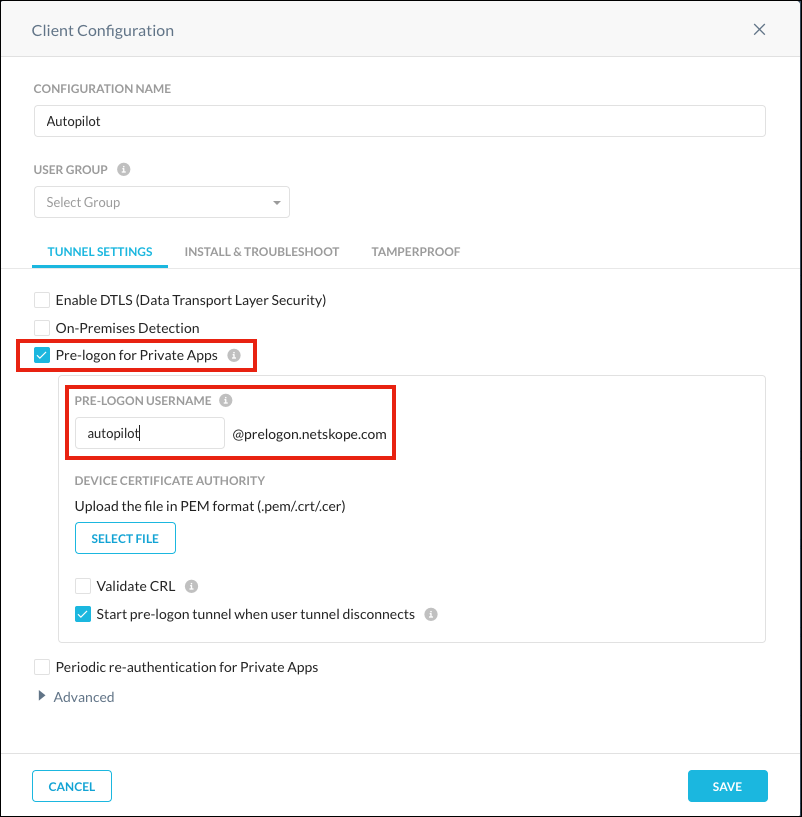 Client Configuration
CONFIGURATION NAME
Autopilot
USER GROUP
Select Group
TUNNEL SETTINGS INSTALL & TROUBLESHOOT TAMPERPROOF
Enable DTLS (Data Transport Layer Security)
On-Premises Detection
Pre-logon for Private Apps
PRE-LOGON USERNAME
autopilot @prelogon.netskope.com
DEVICE CERTIFICATE AUTHORITY
Upload the file in PEM format (.pem/.crt/.cer)
SELECT FILE
Validate CRL
Start pre-logon tunnel when user tunnel disconnects
Periodic re-authentication for Private Apps
Advanced
CANCEL SAVE